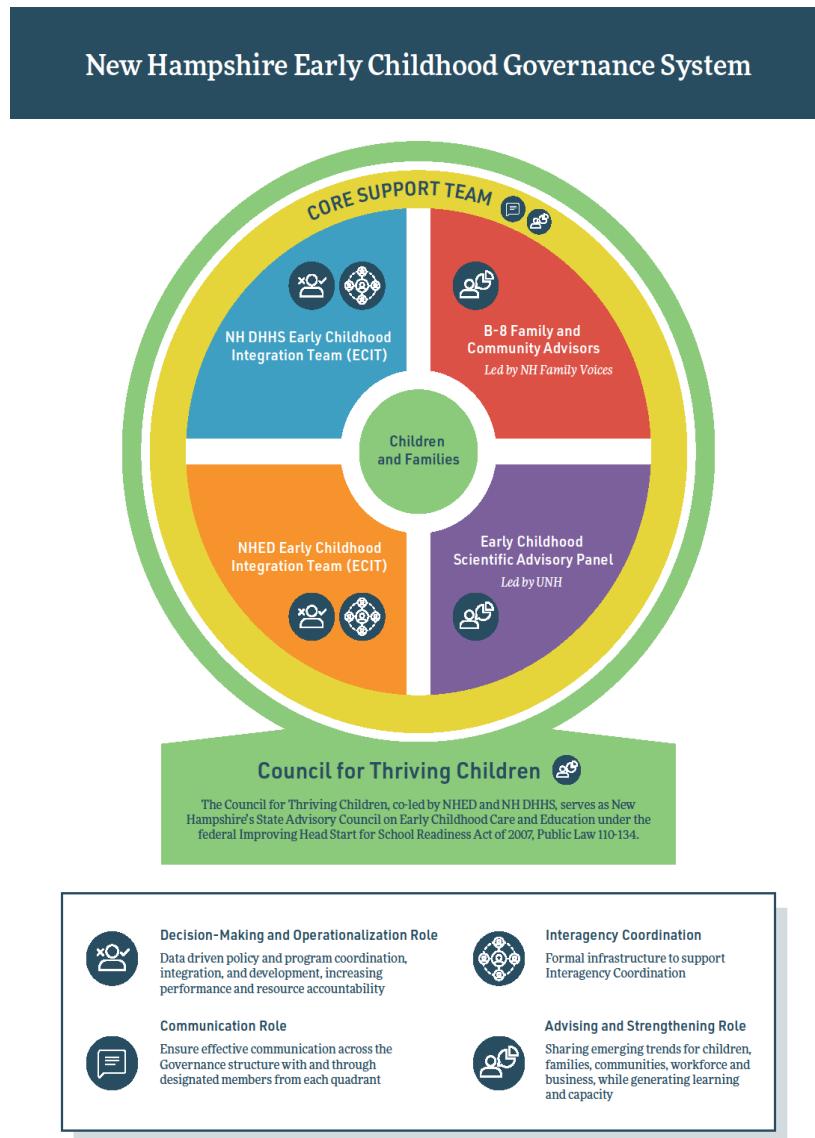 New Hampshire Early Childhood Governance System
CORE SUPPORT TEAM
NH DHHS Early Childhood
Integration Team (ECIT)
B-8 Family and
Community Advisors
Led by NH Family Voices
Children
and Families
NHED Early Childhood
Integration Team (ECIT)
Early Childhood
Scientific Advisory Panel
Led by UNH
Council for Thriving Children
The Council for Thriving Children, co-led by NHED and NH DHHS, serves as New
Hampshire's State Advisory Council on Early Childhood Care and Education under the
federal Improving Head Start for School Readiness Act of 2007, Public Law 110-134.
Decision-Making and Operationalization Role
Data driven policy and program coordination,
integration, and development, increasing
performance and resource accountability
Interagency Coordination
Formal infrastructure to support
Interagency Coordination
Communication Role
Ensure effective communication across the
Governance structure with and through
designated members from each quadrant
Advising and Strengthening Role
Sharing emerging trends for children,
families, communities, workforce and
business, while generating learning
and capacity